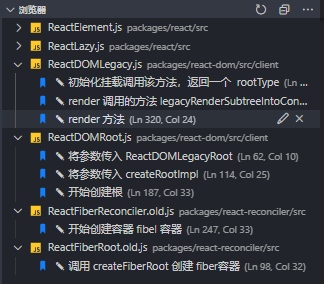 浏览器
ReactElement.js packages/react/src
ReactLazy.js packages/react/src
ReactDOMLegacy.js packages/react-dom/src/client
初始化挂载调用该方法，返回一个 rootType (Ln ...
render 调用的方法 legacyRenderSubtreeIntoCon...
render 方法 (Ln 320, Col 24)
ReactDOMRoot.js packages/react-dom/src/client
将参数传入 ReactDOMLegacyRoot (Ln 62, Col 10)
将参数传入 createRootImpl (Ln 114, Col 25)
开始创建根 (Ln 187, Col 33)
ReactFiberReconciler.old.js packages/react-reconciler/src
开始创建容器 fibel 容器 (Ln 247, Col 33)
ReactFiberRoot.old.js packages/react-reconciler/src
调用 createFiberRoot 创建 fiber容器 (Ln 98, Col 32)